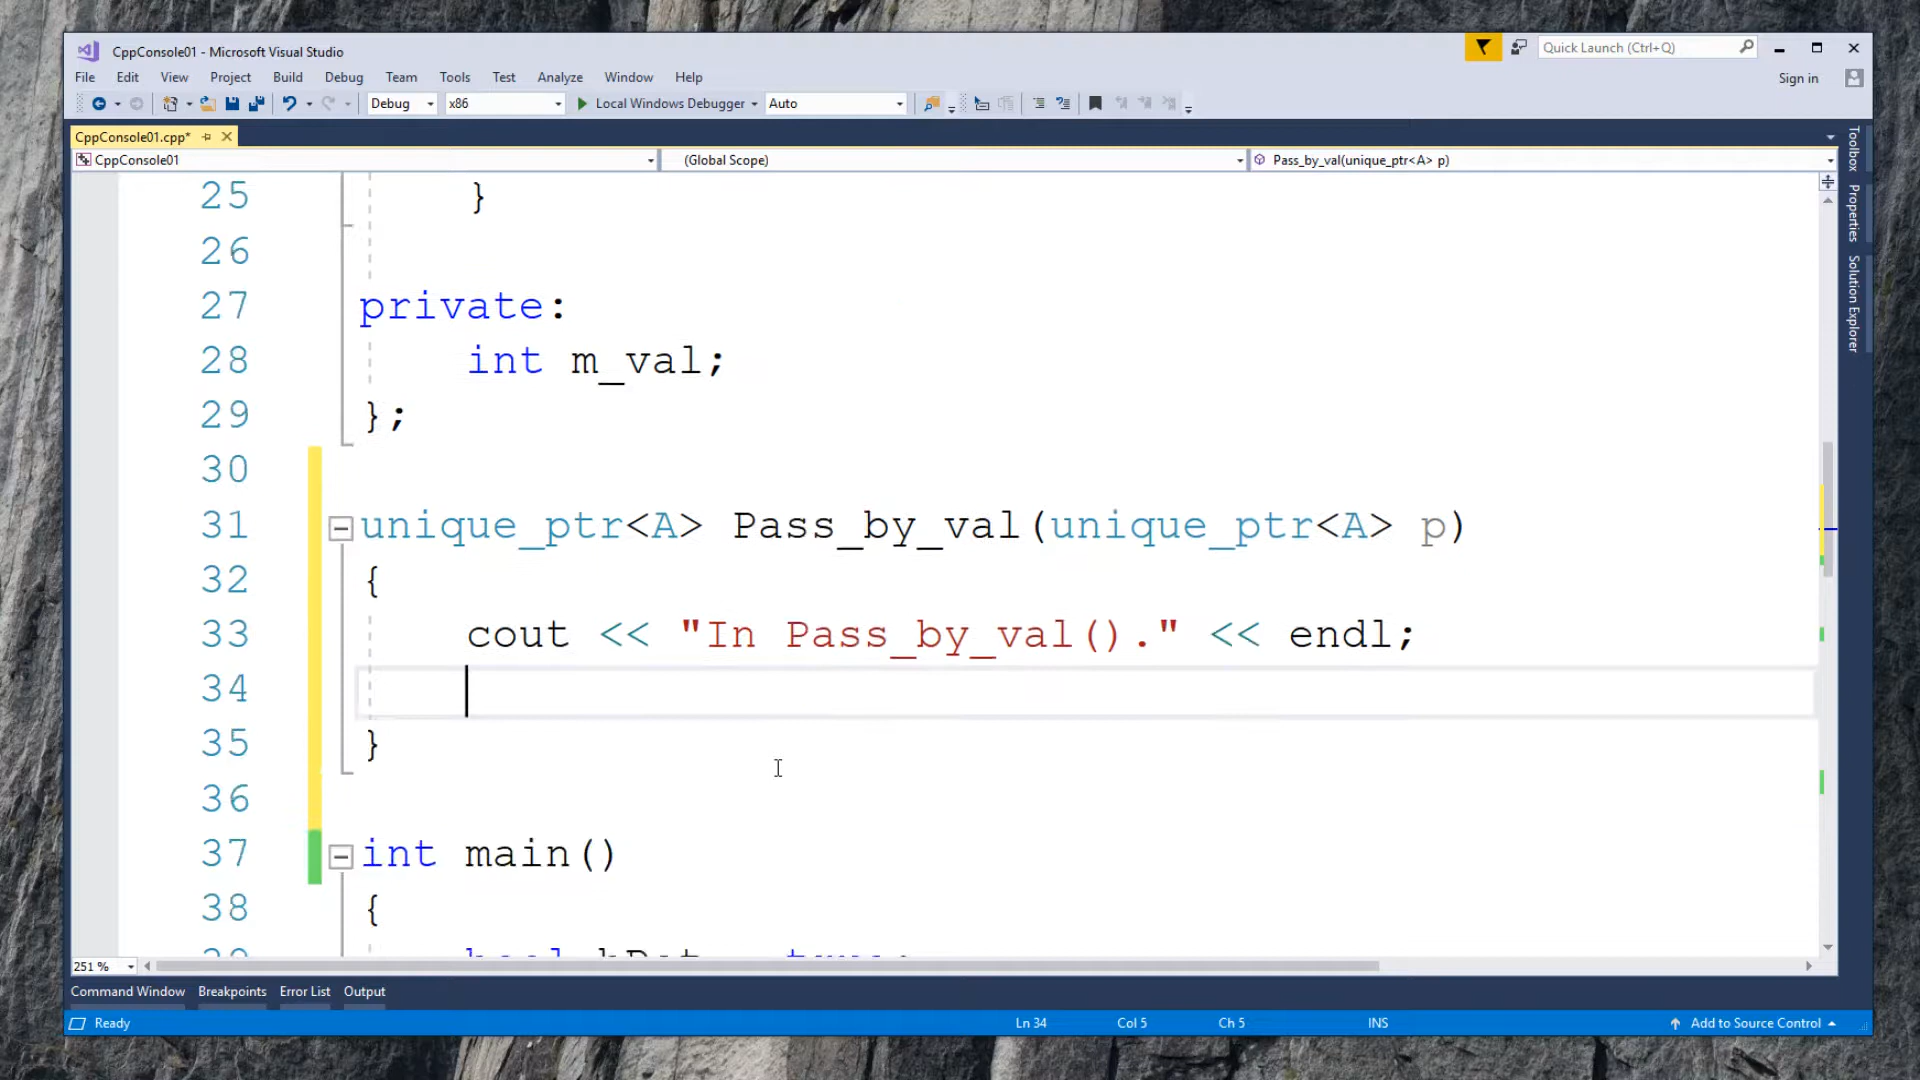 CppConsole01 - Microsoft Visual Studio
Quick Launch (Ctrl+Q)
File Edit View Project Build Debug Team Tools Test Analyze Window Help
Sign in
Debug x86 Local Windows Debugger Auto
CppConsole01.cpp*
CppConsole01 (Global Scope) Pass_by_val(unique_ptr<A> p)
Toolbox
Properties
Solution Explorer
25 }
26
27 private:
28 int m_val;
29 };
30
31 unique_ptr<A> Pass_by_val(unique_ptr<A> p)
32 {
33 cout << "In Pass_by_val()." << endl;
34
35 }
36
37 int main()
38 {
251 %
Command Window Breakpoints Error List Output
Ready Ln 34 Col 5 Ch 5 INS Add to Source Control